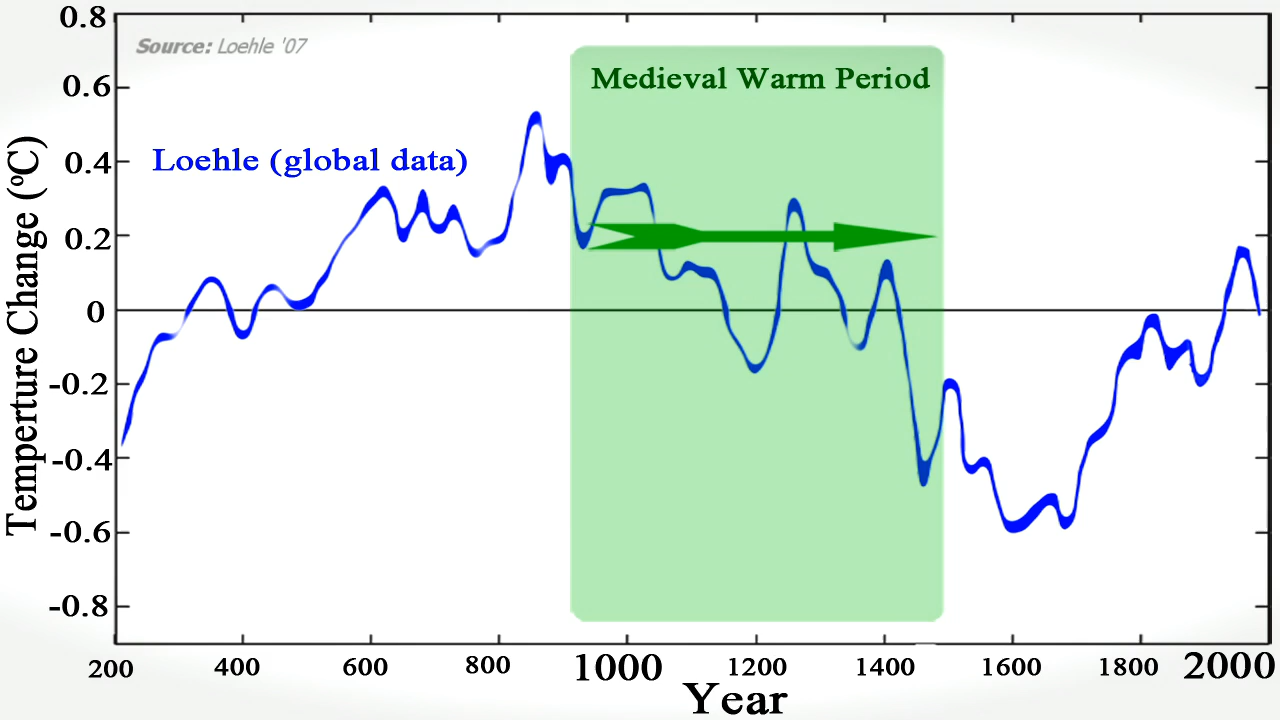 0.8
Source: Loehle '07
Medieval Warm Period
0.6
Loehle (global data)
0.4
0.2
0
-0.2
-0.4
-0.6
-0.8
Temperture Change (ºC)
200 400 600 800 1000 1200 1400 1600 1800 2000
Year